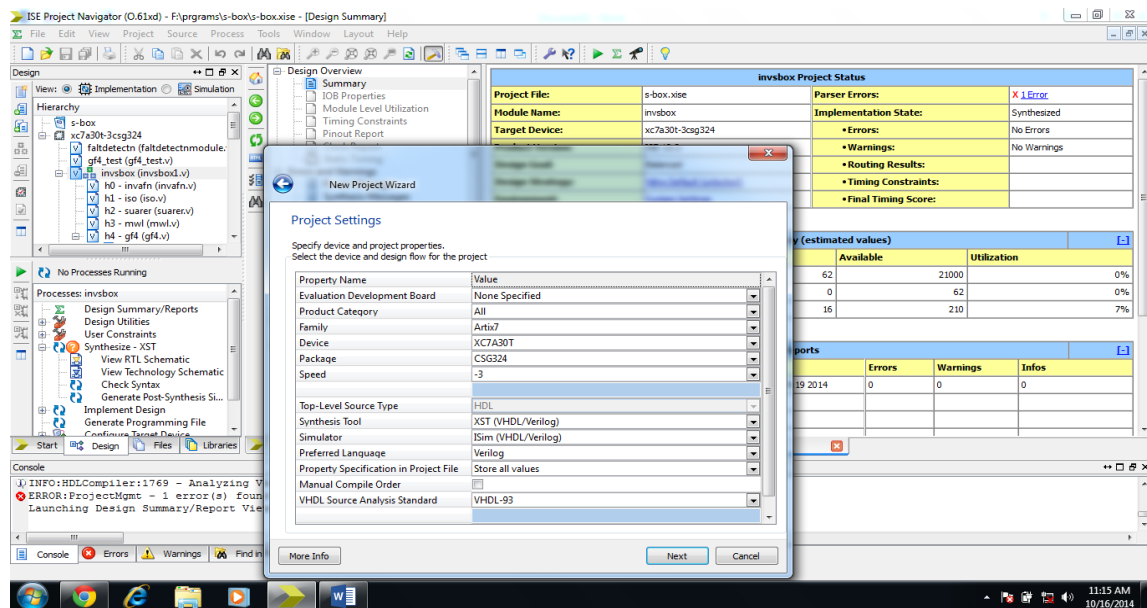 ISE Project Navigator (O.61xd) - F:\prgrams\s-box\s-box.xise - [Design Summary]
File Edit View Project Source Process Tools Window Layout Help
Design
View: Implementation Simulation
Hierarchy
s-box
xc7a30t-3csg324
faltdetectn (faltdetectnmodule.
gf4_test (gf4_test.v)
invsbox (invsbox1.v)
h0 - invafn (invafn.v)
h1 - iso (iso.v)
h2 - suarer (suarer.v)
h3 - mwl (mwl.v)
h4 - gf4 (gf4.v)
No Processes Running
Processes: invsbox
Design Summary/Reports
Design Utilities
User Constraints
Synthesize - XST
View RTL Schematic
View Technology Schematic
Check Syntax
Generate Post-Synthesis Si...
Implement Design
Generate Programming File
Configure Target Device
Start Design Files Libraries
Design Overview
Summary
IOB Properties
Module Level Utilization
Timing Constraints
Pinout Report
invsbox Project Status
Project File: s-box.xise Parser Errors: X 1 Error
Module Name: invsbox Implementation State: Synthesized
Target Device: xc7a30t-3csg324 •Errors: No Errors
•Warnings: No Warnings
•Routing Results:
•Timing Constraints:
•Final Timing Score:
y (estimated values) [-]
Available Utilization
62 21000 0%
0 62 0%
16 210 7%
ports [-]
Errors Warnings Infos
19 2014 0 0 0
New Project Wizard
Project Settings
Specify device and project properties.
Select the device and design flow for the project
Property Name Value
Evaluation Development Board None Specified
Product Category All
Family Artix7
Device XC7A30T
Package CSG324
Speed -3
Top-Level Source Type HDL
Synthesis Tool XST (VHDL/Verilog)
Simulator ISim (VHDL/Verilog)
Preferred Language Verilog
Property Specification in Project File Store all values
Manual Compile Order
VHDL Source Analysis Standard VHDL-93
More Info Next Cancel
Console
INFO:HDLCompiler:1769 - Analyzing V
ERROR:ProjectMgmt - 1 error(s) foun
Launching Design Summary/Report Vie
Console Errors Warnings Find in
11:15 AM
10/16/2014